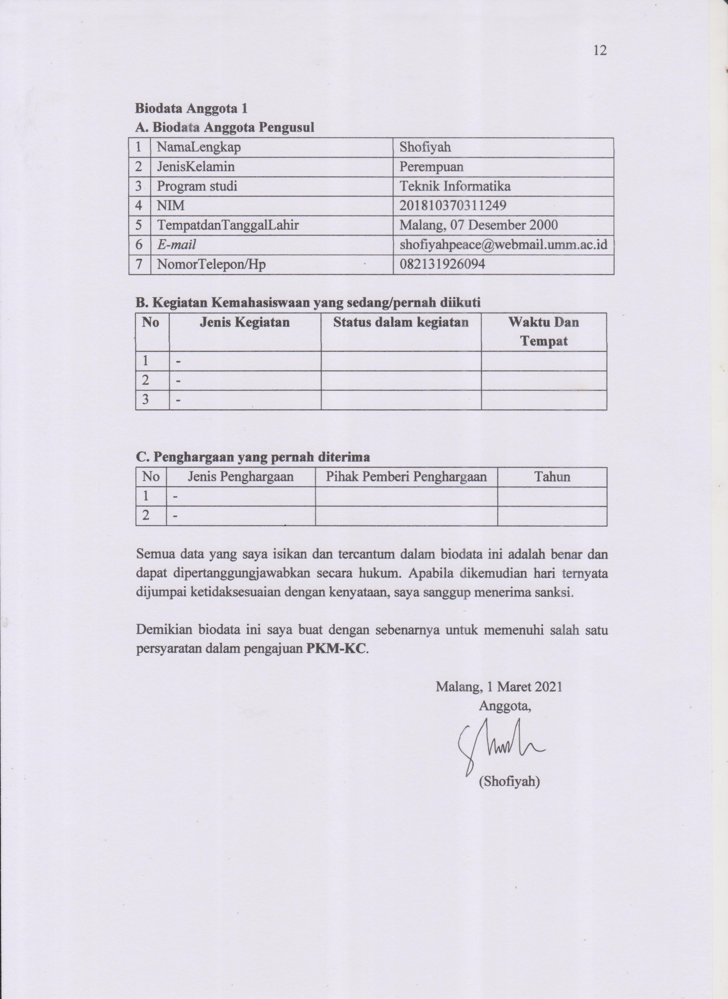 12
Biodata Anggota 1
A. Biodata Anggota Pengusul
1 NamaLengkap Shofiyah
2 JenisKelamin Perempuan
3 Program studi Teknik Informatika
4 NIM 201810370311249
5 TempatdanTanggalLahir Malang, 07 Desember 2000
6 E-mail shofiyahpeace@webmail.umm.ac.id
7 NomorTelepon/Hp 082131926094
B. Kegiatan Kemahasiswaan yang sedang/pernah diikuti
No Jenis Kegiatan Status dalam kegiatan Waktu Dan
Tempat
1 -
2 -
3 -
C. Penghargaan yang pernah diterima
No Jenis Penghargaan Pihak Pemberi Penghargaan Tahun
1 -
2 -
Semua data yang saya isikan dan tercantum dalam biodata ini adalah benar dan
dapat dipertanggungjawabkan secara hukum. Apabila dikemudian hari ternyata
dijumpai ketidaksesuaian dengan kenyataan, saya sanggup menerima sanksi.
Demikian biodata ini saya buat dengan sebenarnya untuk memenuhi salah satu
persyaratan dalam pengajuan PKM-KC.
Malang, 1 Maret 2021
Anggota,
(Shofiyah)